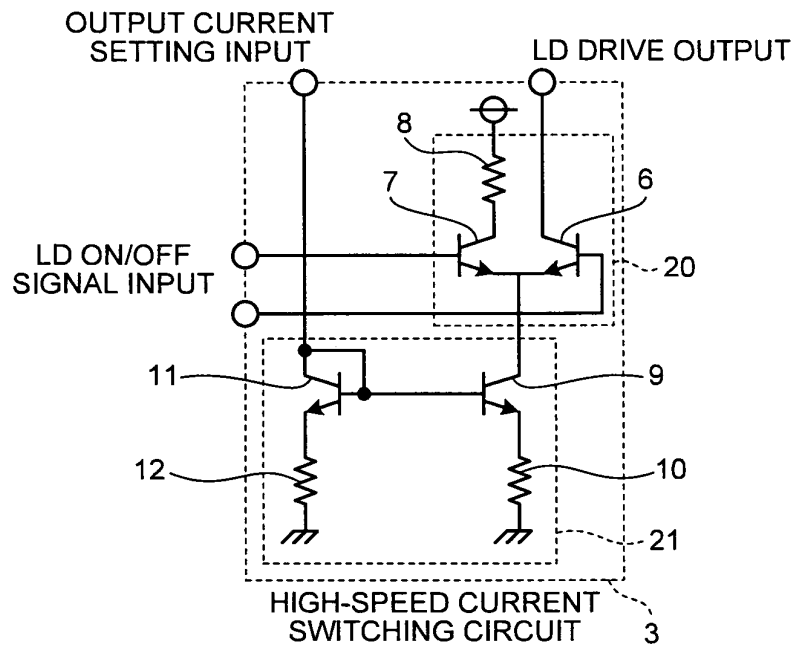 OUTPUT CURRENT
SETTING INPUT
LD DRIVE OUTPUT
8
7
6
LD ON/OFF
SIGNAL INPUT
20
11
9
12
10
21
HIGH-SPEED CURRENT
SWITCHING CIRCUIT
3